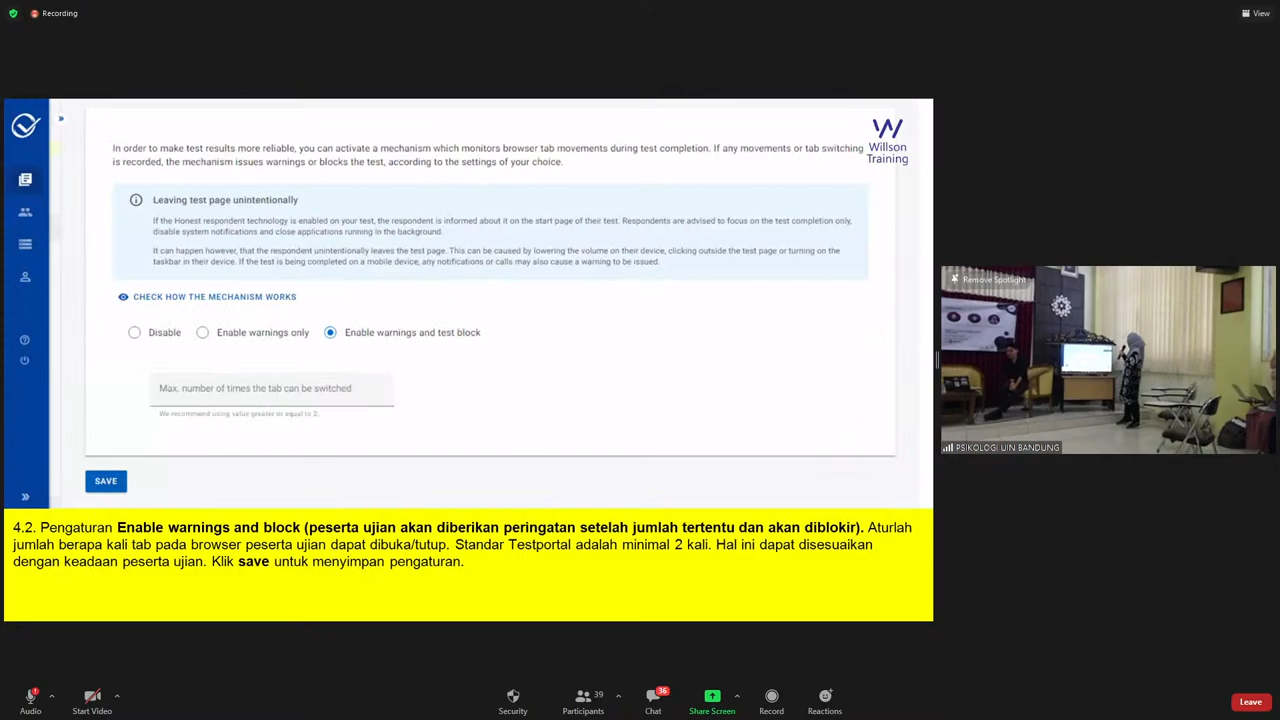 Recording
View
Willson
Training
In order to make test results more reliable, you can activate a mechanism which monitors browser tab movements during test completion. If any movements or tab switching
is recorded, the mechanism issues warnings or blocks the test, according to the settings of your choice.
Leaving test page unintentionally
If the Honest respondent technology is enabled on your test, the respondent is informed about it on the start page of their test. Respondents are advised to focus on the test completion only,
disable system notifications and close applications running in the background.
It can happen however, that the respondent unintentionally leaves the test page. This can be caused by lowering the volume on their device, clicking outside the test page or turning on the
taskbar in their device. If the test is being completed on a mobile device, any notifications or calls may also cause a warning to be issued.
CHECK HOW THE MECHANISM WORKS
Disable Enable warnings only Enable warnings and test block
Max. number of times the tab can be switched
We recommend using value greater or equal to 2.
SAVE
4.2. Pengaturan Enable warnings and block (peserta ujian akan diberikan peringatan setelah jumlah tertentu dan akan diblokir). Aturlah
jumlah berapa kali tab pada browser peserta ujian dapat dibuka/tutup. Standar Testportal adalah minimal 2 kali. Hal ini dapat disesuaikan
dengan keadaan peserta ujian. Klik save untuk menyimpan pengaturan.
Remove Spotlight
PSIKOLOGI UIN BANDUNG
39
36
Audio Start Video Security Participants Chat Share Screen Record Reactions Leave